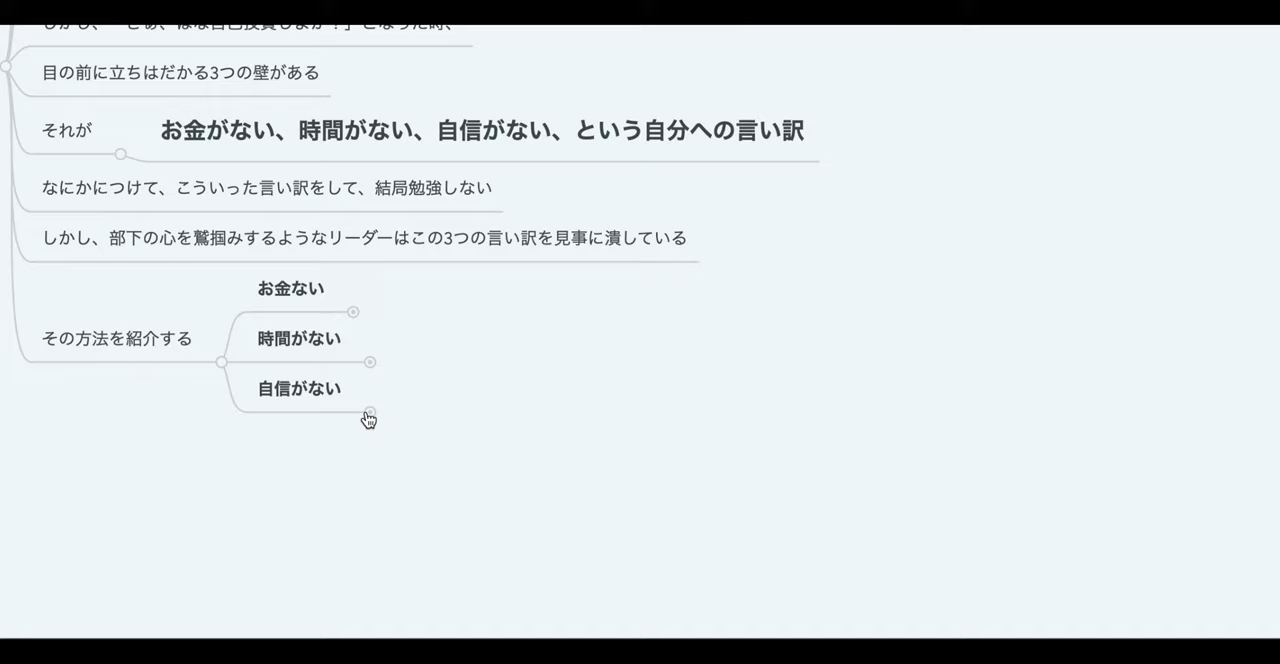 目の前に立ちはだかる3つの壁がある
それが
お金がない、時間がない、自信がない、という自分への言い訳
なにかにつけて、こういった言い訳をして、結局勉強しない
しかし、部下の心を鷲掴みするようなリーダーはこの3つの言い訳を見事に潰している
お金ない
その方法を紹介する
時間がない
自信がない